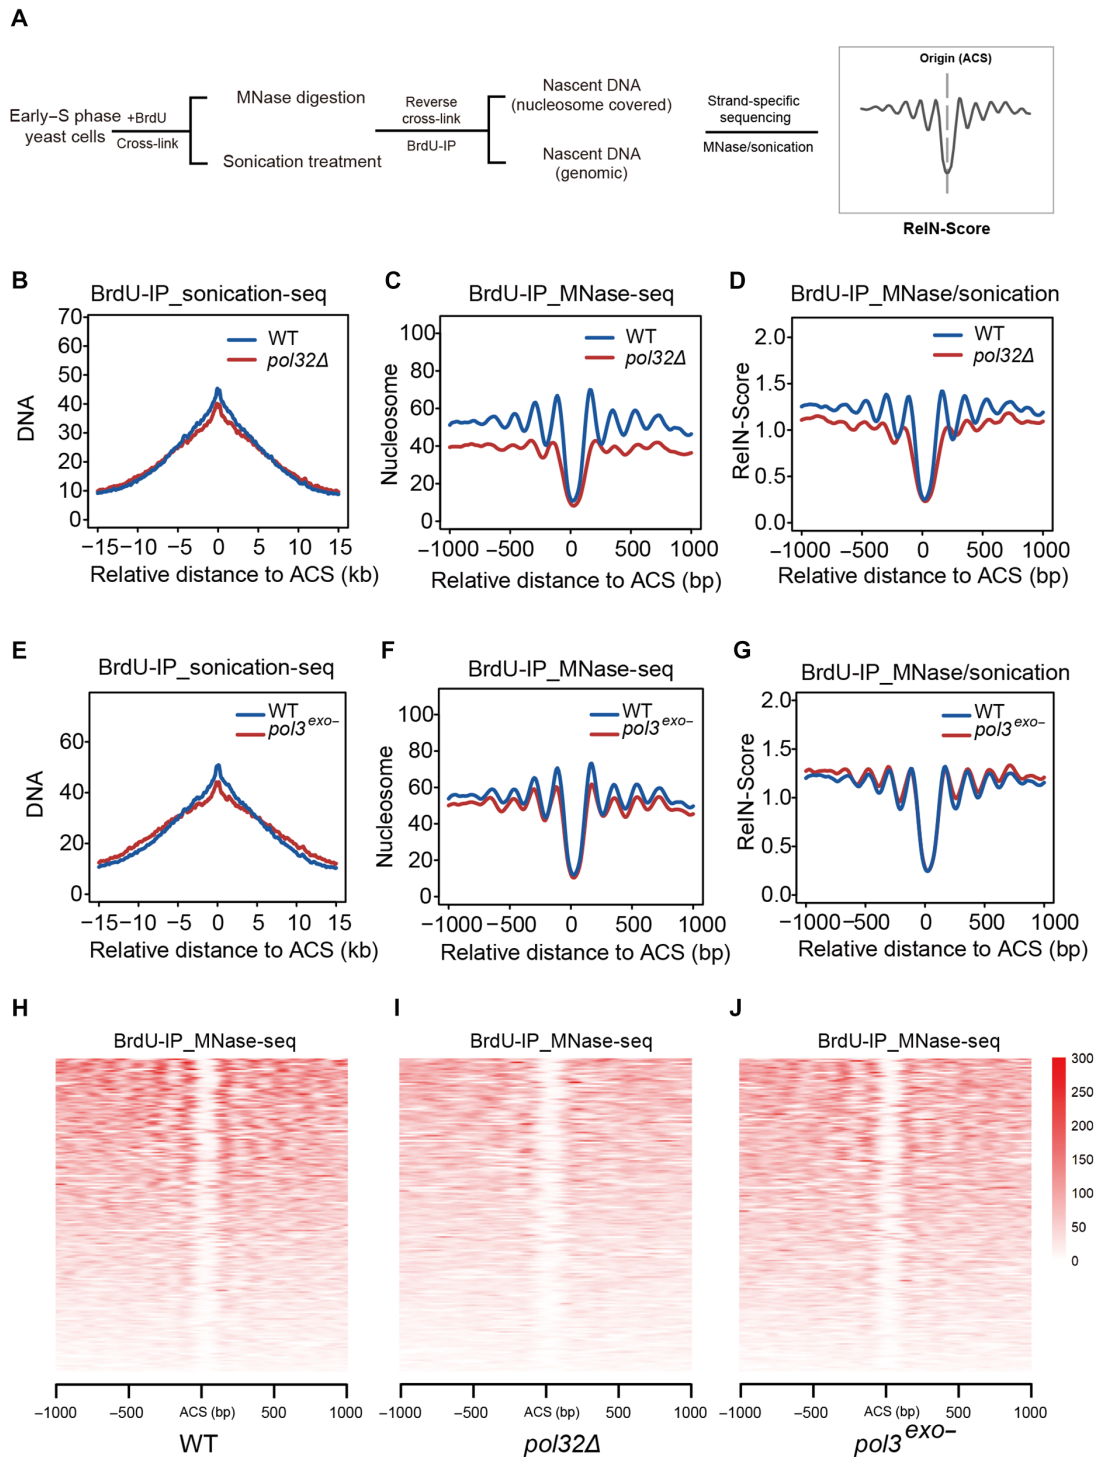 A
Early–S phase
yeast cells
+BrdU
Cross-link
MNase digestion
Sonication treatment
Reverse
cross-link
BrdU-IP
Nascent DNA
(nucleosome covered)
Nascent DNA
(genomic)
Strand-specific
sequencing
MNase/sonication
Origin (ACS)
ReIN-Score
B
BrdU-IP_sonication-seq
DNA
70
60
50
40
30
20
10
0
WT
pol32Δ
−15 −10 −5 0 5 10 15
Relative distance to ACS (kb)
C
BrdU-IP_MNase-seq
Nucleosome
100
80
60
40
20
0
WT
pol32Δ
−1000 −500 0 500 1000
Relative distance to ACS (bp)
D
BrdU-IP_MNase/sonication
ReIN-Score
2.0
1.5
1.0
0.5
0.0
WT
pol32Δ
−1000 −500 0 500 1000
Relative distance to ACS (bp)
E
BrdU-IP_sonication-seq
DNA
60
40
20
0
WT
pol3exo−
−15 −10 −5 0 5 10 15
Relative distance to ACS (kb)
F
BrdU-IP_MNase-seq
Nucleosome
100
80
60
40
20
0
WT
pol3exo−
−1000 −500 0 500 1000
Relative distance to ACS (bp)
G
BrdU-IP_MNase/sonication
ReIN-Score
2.0
1.5
1.0
0.5
0.0
WT
pol3exo−
−1000 −500 0 500 1000
Relative distance to ACS (bp)
H
BrdU-IP_MNase-seq
−1000 −500 ACS (bp) 500 1000
WT
I
BrdU-IP_MNase-seq
−1000 −500 ACS (bp) 500 1000
pol32Δ
J
BrdU-IP_MNase-seq
−1000 −500 ACS (bp) 500 1000
pol3exo−
300
250
200
150
100
50
0